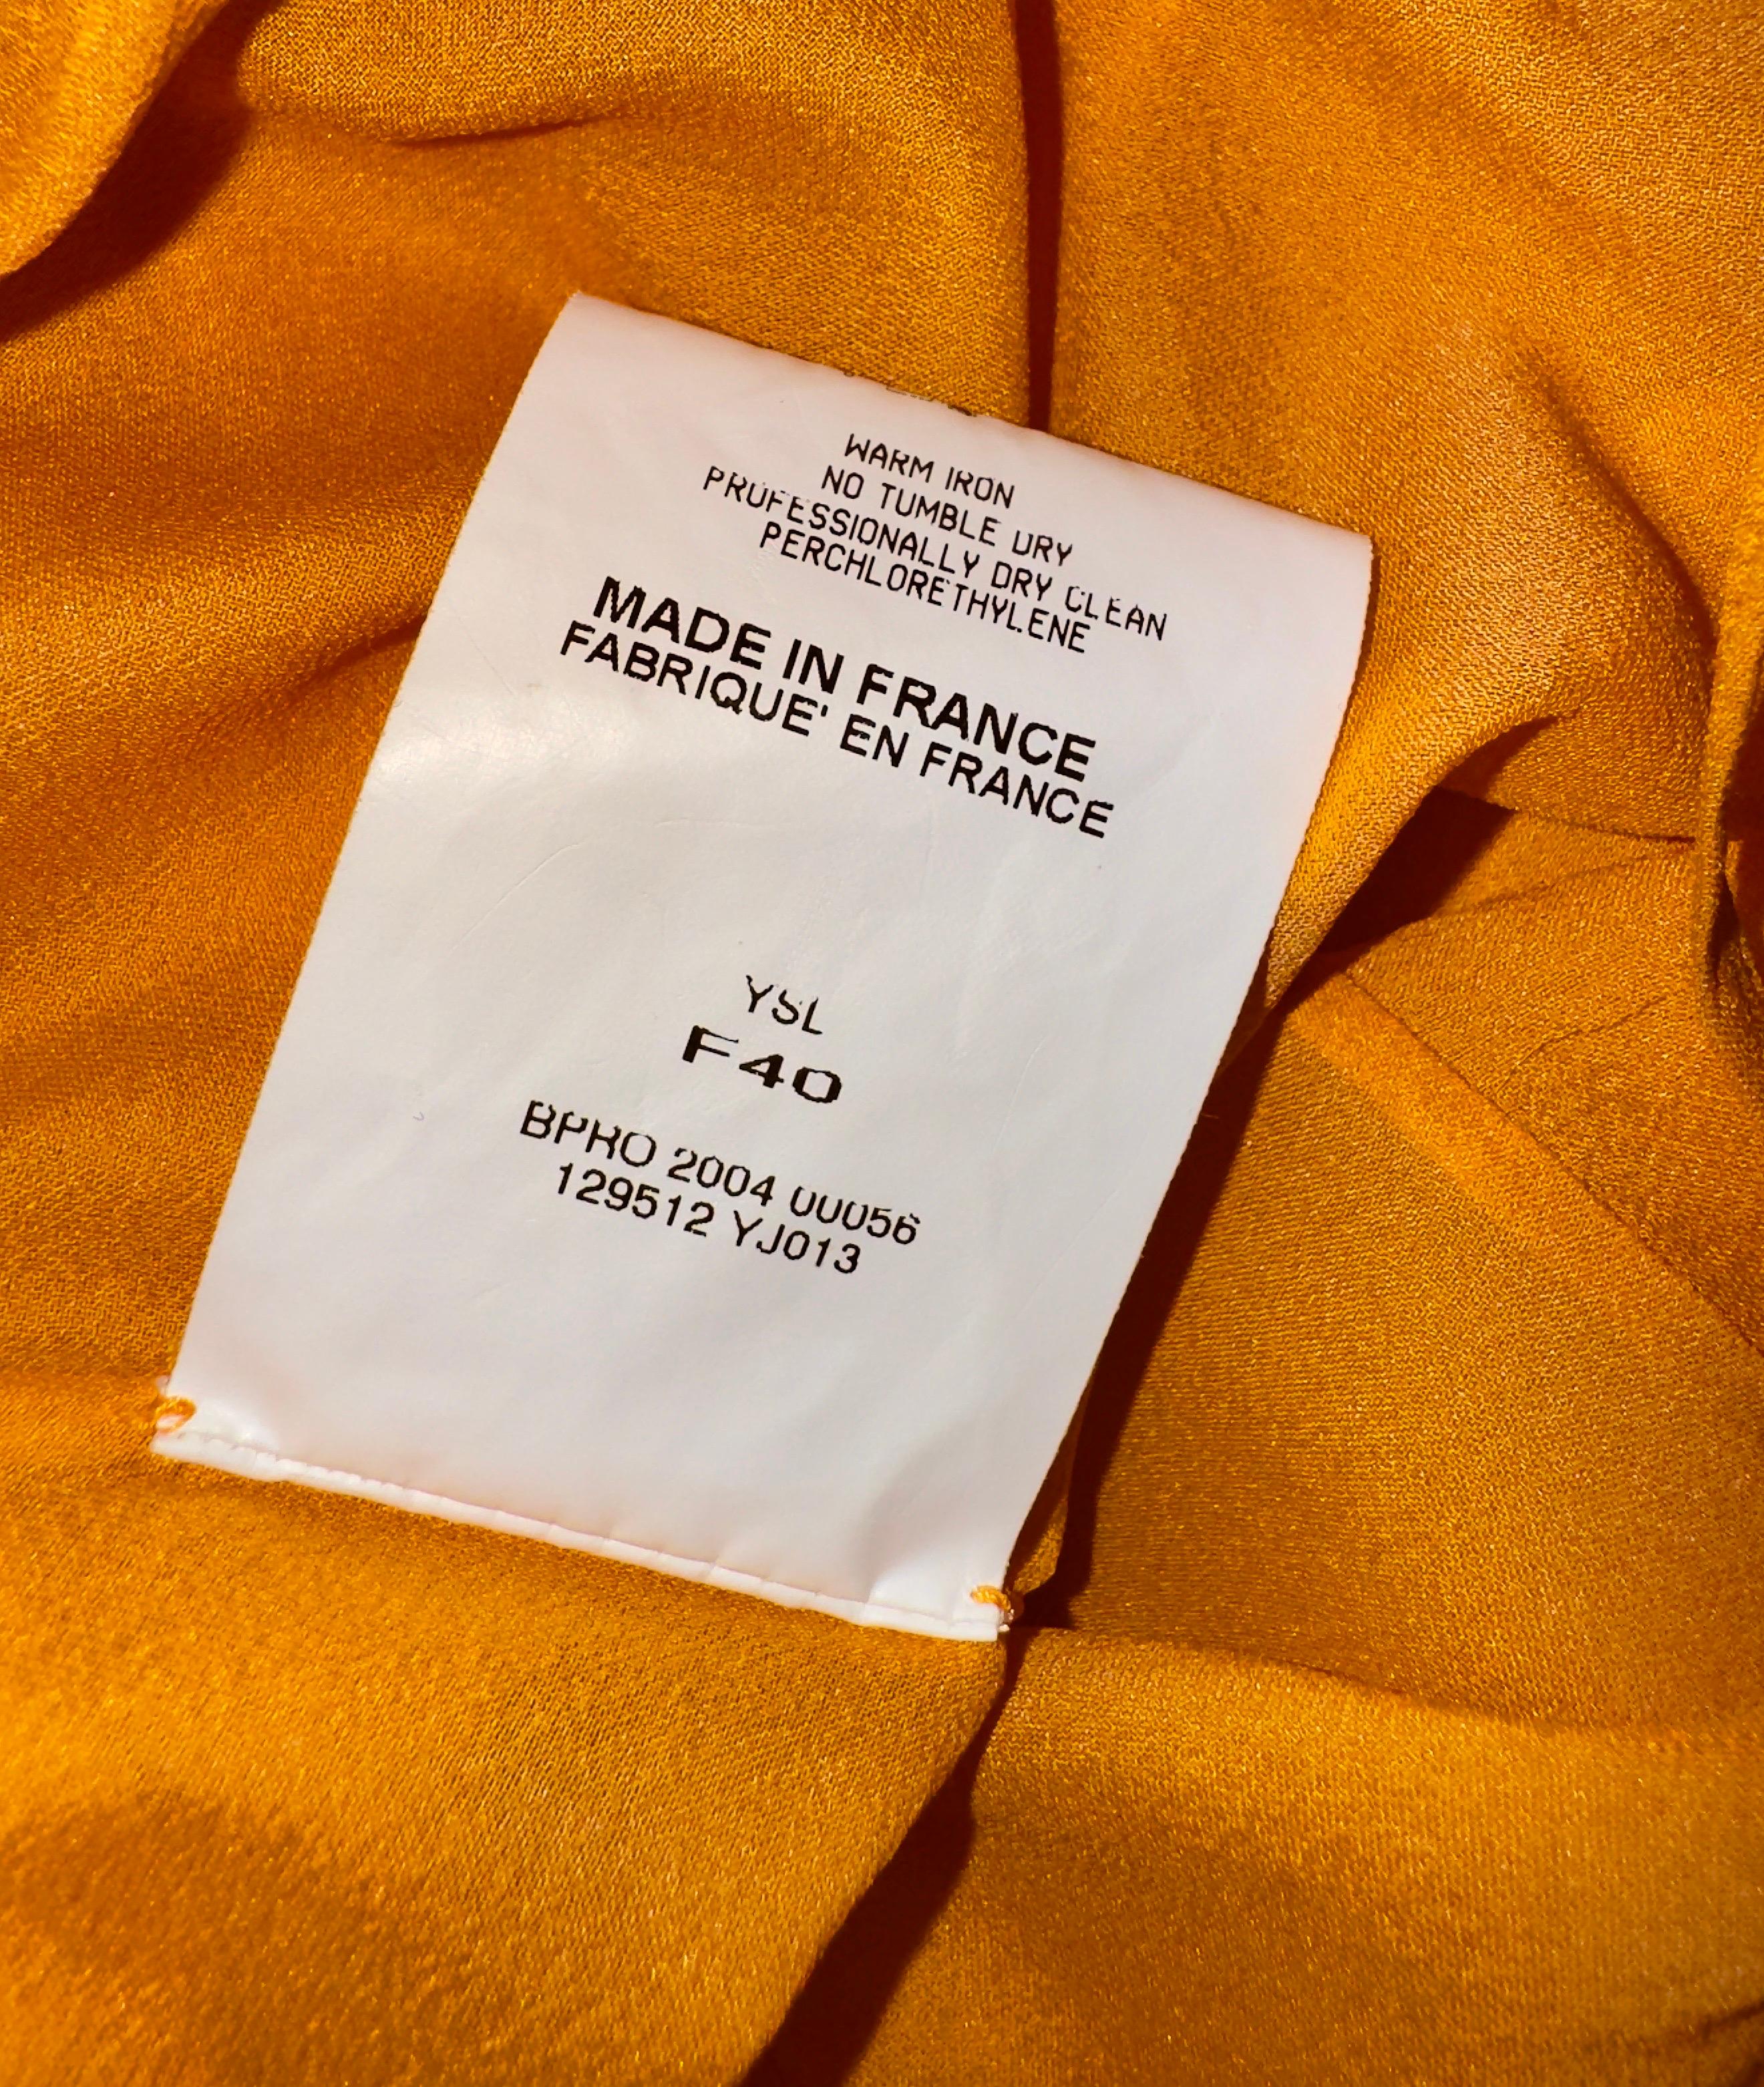 WARM IRON
NO TUMBLE DRY
PROFESSIONALLY DRY CLEAN
PERCHLORETHYLENE
MADE IN FRANCE
FABRIQUE' EN FRANCE
YSL
F40
BPRO 2004 00056
129512 YJ013